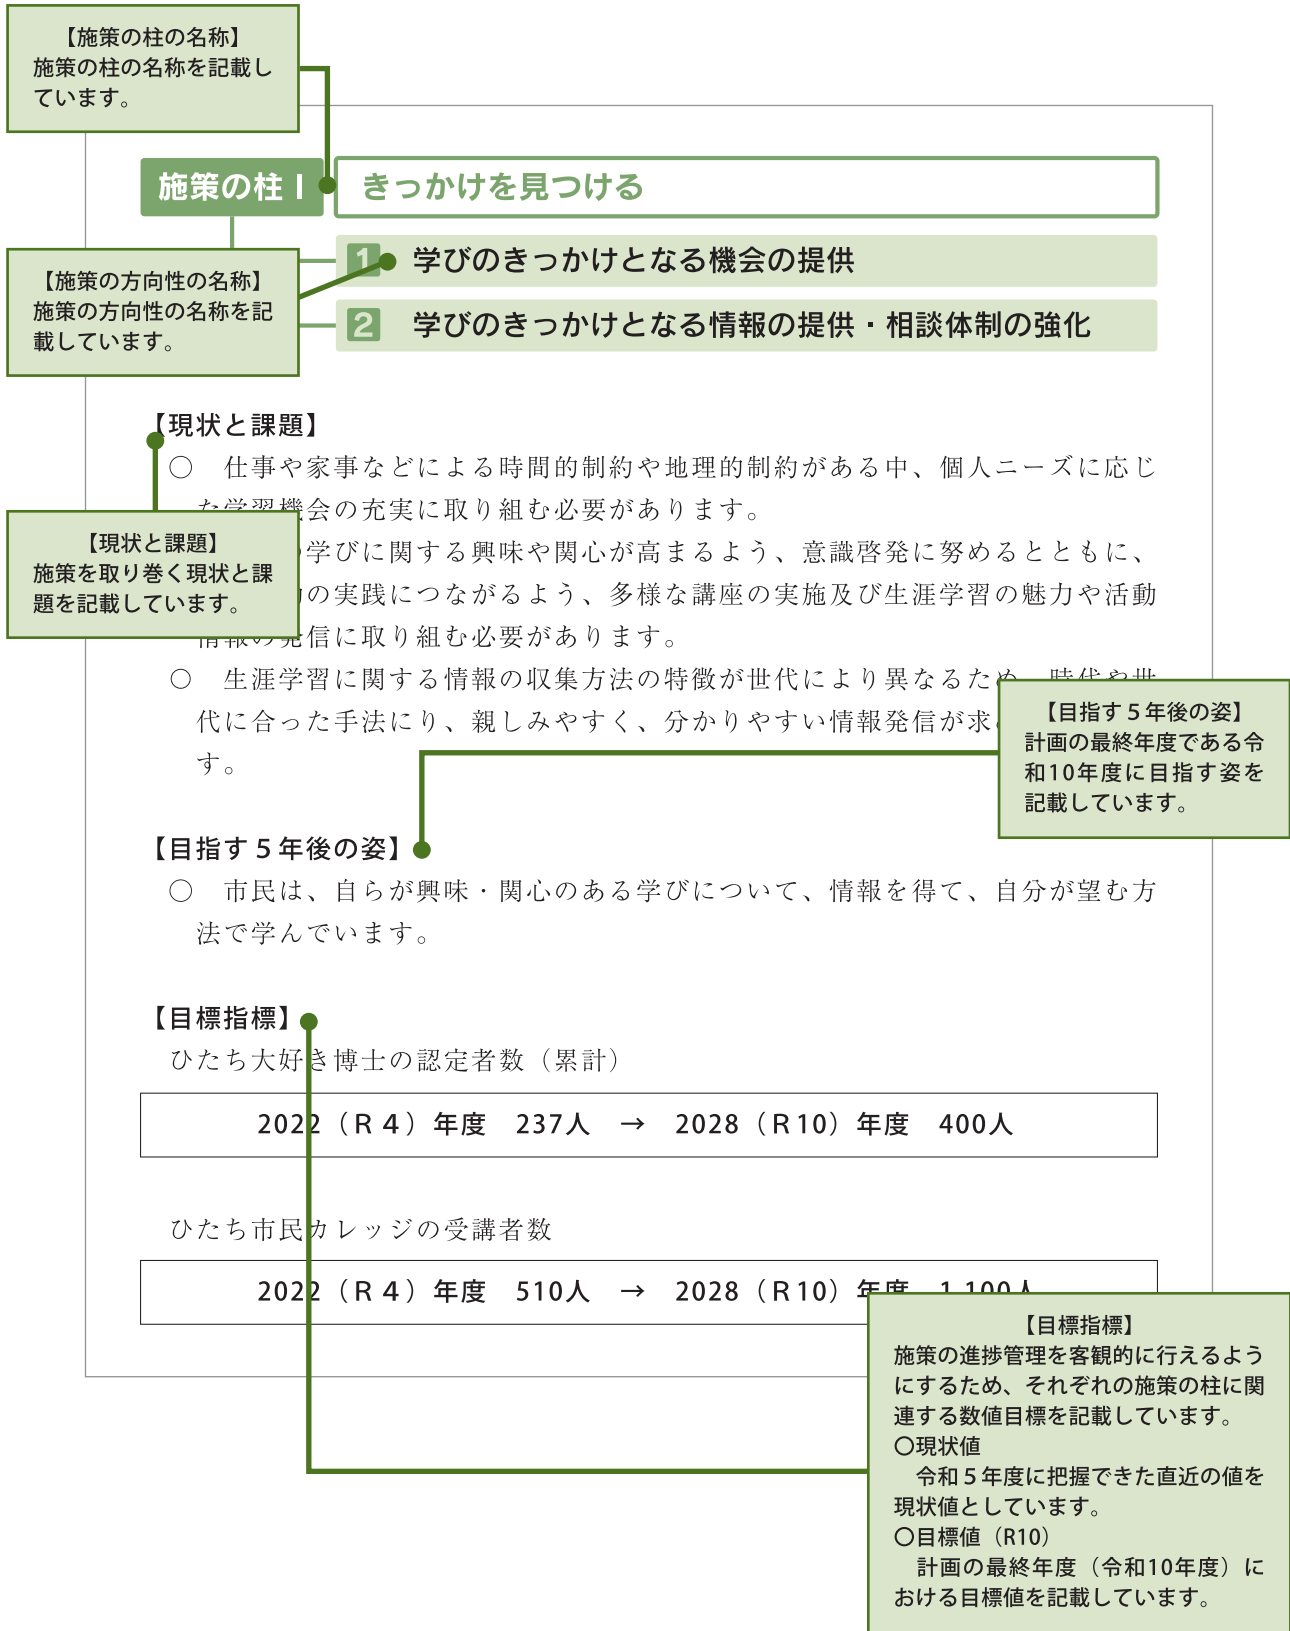 【施策の柱の名称】
施策の柱の名称を記載し
ています。
施策の柱Ⅰ
きっかけを見つける
1 学びのきっかけとなる機会の提供
【施策の方向性の名称】
施策の方向性の名称を記
載しています。
2 学びのきっかけとなる情報の提供・相談体制の強化
【現状と課題】
○　仕事や家事などによる時間的制約や地理的制約がある中、個人ニーズに応じ
た学習機会の充実に取り組む必要があります。
【現状と課題】
施策を取り巻く現状と課
題を記載しています。
学びに関する興味や関心が高まるよう、意識啓発に努めるとともに、
の実践につながるよう、多様な講座の実施及び生涯学習の魅力や活動
情報の発信に取り組む必要があります。
○　生涯学習に関する情報の収集方法の特徴が世代により異なるため、時代や世
代に合った手法にり、親しみやすく、分かりやすい情報発信が求
す。
【目指す５年後の姿】
計画の最終年度である令
和10年度に目指す姿を
記載しています。
【目指す５年後の姿】
○　市民は、自らが興味・関心のある学びについて、情報を得て、自分が望む方
法で学んでいます。
【目標指標】
ひたち大好き博士の認定者数（累計）
2022（R４）年度　237人　→　2028（R10）年度　400人
ひたち市民カレッジの受講者数
2022（R４）年度　510人　→　2028（R10）年度　1,100人
【目標指標】
施策の進捗管理を客観的に行えるよう
にするため、それぞれの施策の柱に関
連する数値目標を記載しています。
○現状値
令和５年度に把握できた直近の値を
現状値としています。
○目標値（R10）
計画の最終年度（令和10年度）に
おける目標値を記載しています。